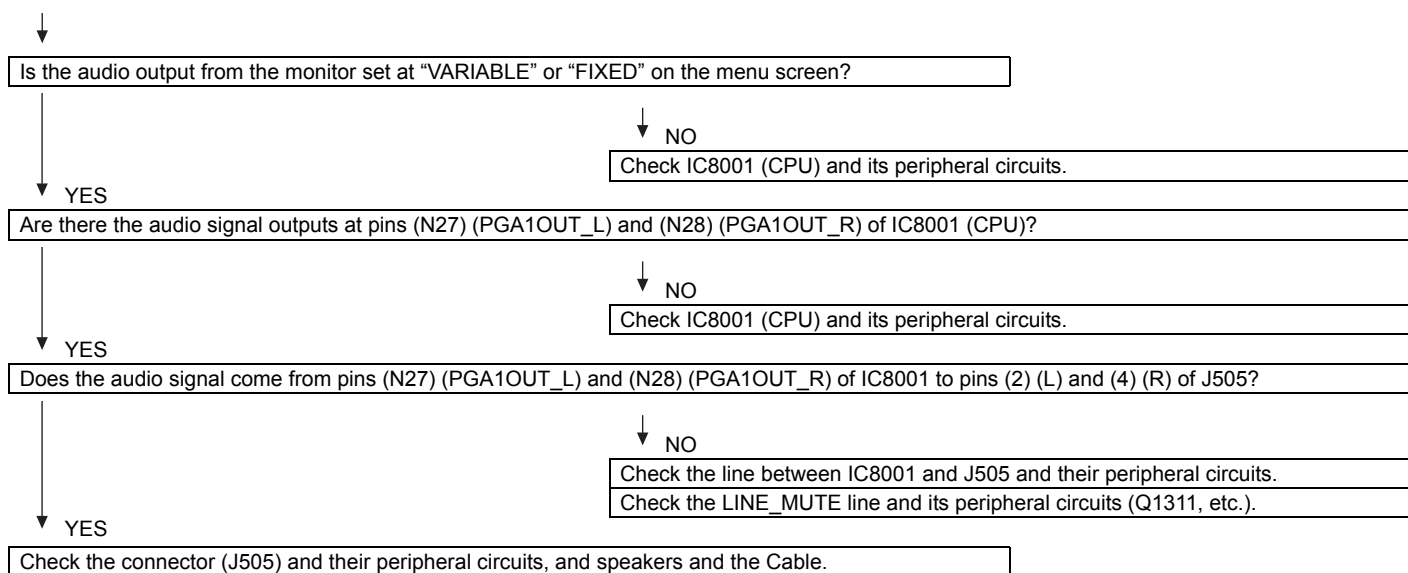 Is the audio output from the monitor set at “VARIABLE” or “FIXED” on the menu screen?
NO
Check IC8001 (CPU) and its peripheral circuits.
YES
Are there the audio signal outputs at pins (N27) (PGA1OUT_L) and (N28) (PGA1OUT_R) of IC8001 (CPU)?
NO
Check IC8001 (CPU) and its peripheral circuits.
YES
Does the audio signal come from pins (N27) (PGA1OUT_L) and (N28) (PGA1OUT_R) of IC8001 to pins (2) (L) and (4) (R) of J505?
NO
Check the line between IC8001 and J505 and their peripheral circuits.
Check the LINE_MUTE line and its peripheral circuits (Q1311, etc.).
YES
Check the connector (J505) and their peripheral circuits, and speakers and the Cable.